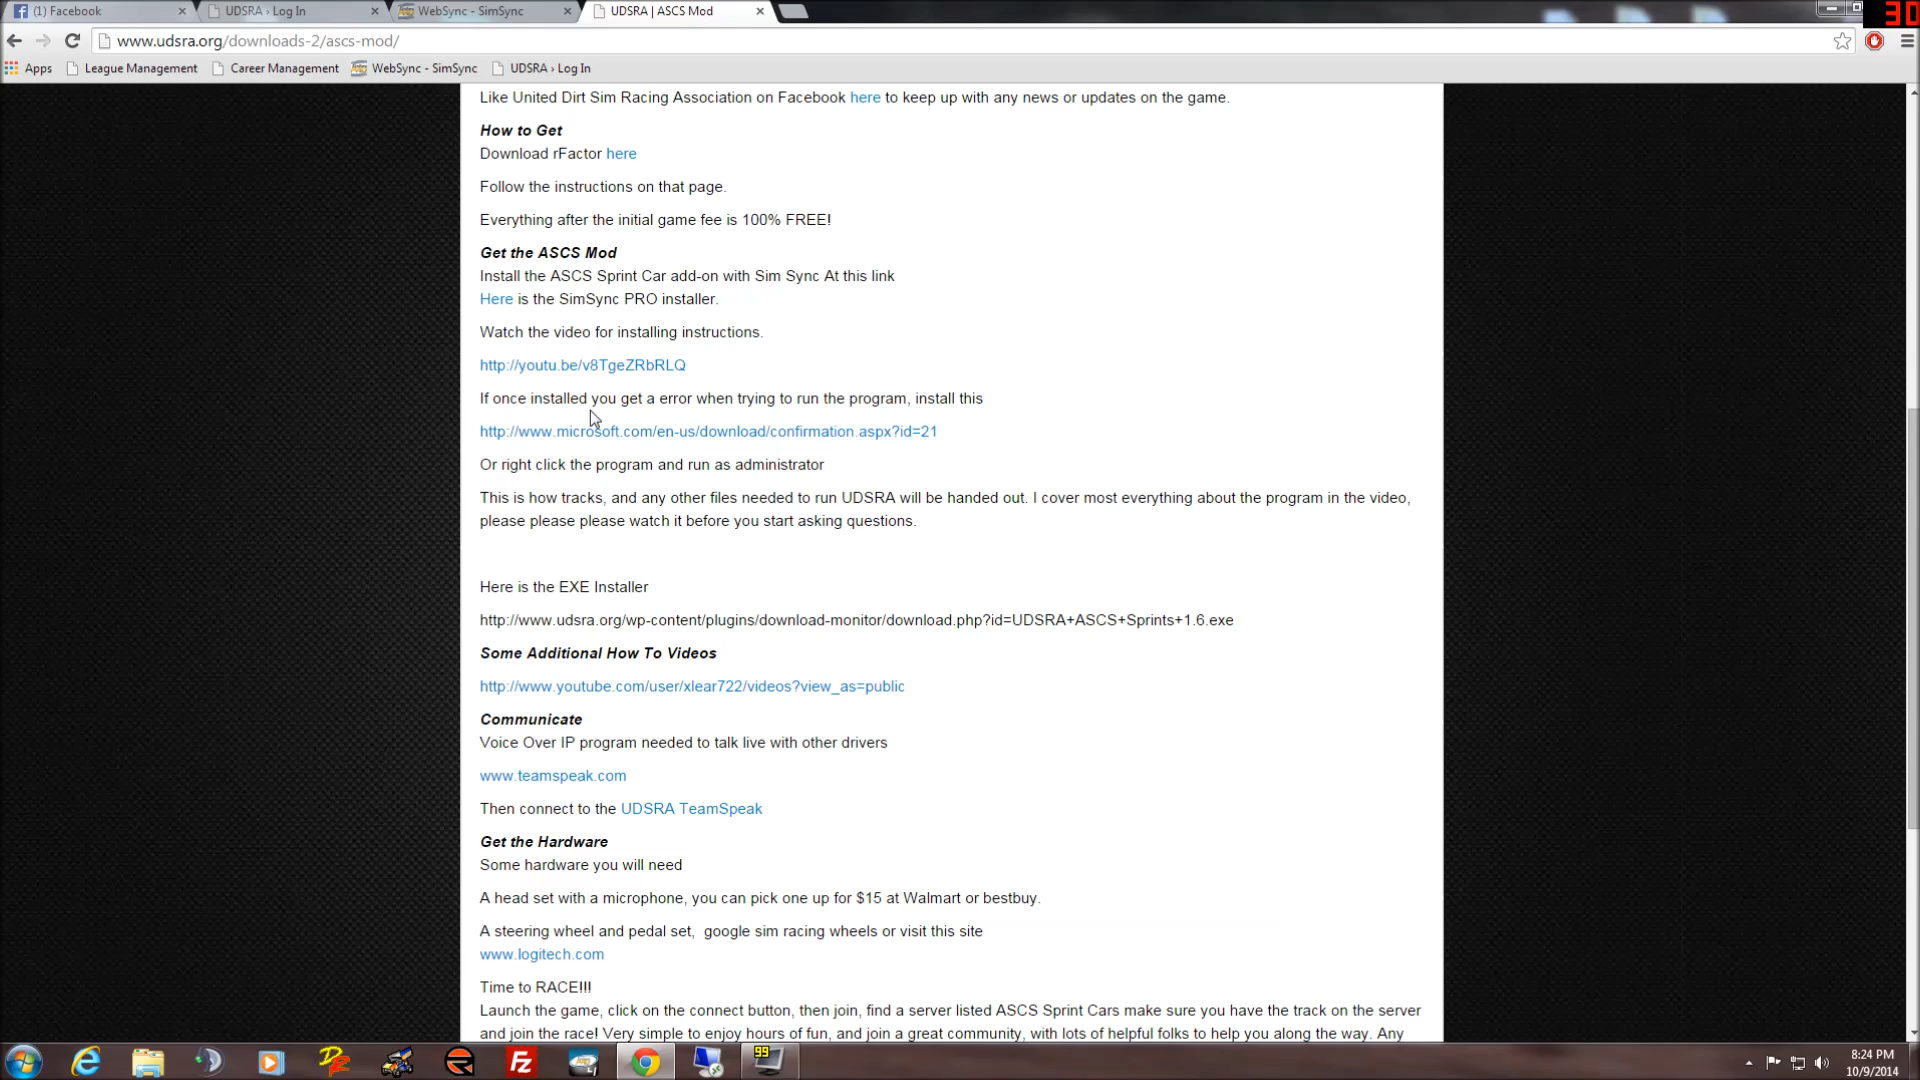 (1) Facebook
UDSRA › Log In
WebSync - SimSync
UDSRA | ASCS Mod
30
www.udsra.org/downloads-2/ascs-mod/
Apps
League Management
Career Management
WebSync - SimSync
UDSRA › Log In
Like United Dirt Sim Racing Association on Facebook here to keep up with any news or updates on the game.
How to Get
Download rFactor here
Follow the instructions on that page.
Everything after the initial game fee is 100% FREE!
Get the ASCS Mod
Install the ASCS Sprint Car add-on with Sim Sync At this link
Here is the SimSync PRO installer.
Watch the video for installing instructions.
http://youtu.be/v8TgeZRbRLQ
If once installed you get a error when trying to run the program, install this
http://www.microsoft.com/en-us/download/confirmation.aspx?id=21
Or right click the program and run as administrator
This is how tracks, and any other files needed to run UDSRA will be handed out. I cover most everything about the program in the video,
please please please watch it before you start asking questions.
Here is the EXE Installer
http://www.udsra.org/wp-content/plugins/download-monitor/download.php?id=UDSRA+ASCS+Sprints+1.6.exe
Some Additional How To Videos
http://www.youtube.com/user/xlear722/videos?view_as=public
Communicate
Voice Over IP program needed to talk live with other drivers
www.teamspeak.com
Then connect to the UDSRA TeamSpeak
Get the Hardware
Some hardware you will need
A head set with a microphone, you can pick one up for $15 at Walmart or bestbuy.
A steering wheel and pedal set,  google sim racing wheels or visit this site
www.logitech.com
Time to RACE!!!
Launch the game, click on the connect button, then join, find a server listed ASCS Sprint Cars make sure you have the track on the server
and join the race! Very simple to enjoy hours of fun, and join a great community, with lots of helpful folks to help you along the way. Any
FZ
99
8:24 PM
10/9/2014